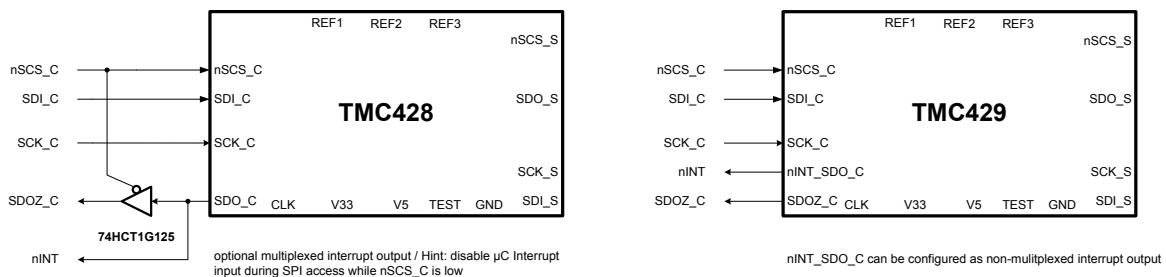 REF1 REF2 REF3
nSCS_S
nSCS_C nSCS_C
SDI_C SDI_C SDO_S
TMC428
SCK_C SCK_C
SCK_S
SDOZ_C SDO_C CLK V33 V5 TEST GND SDI_S
74HCT1G125
nINT
optional multiplexed interrupt output / Hint: disable µC Interrupt
input during SPI access while nSCS_C is low
REF1 REF2 REF3
nSCS_S
nSCS_C nSCS_C
SDI_C SDI_C SDO_S
TMC429
SCK_C SCK_C
nINT nINT_SDO_C SCK_S
SDOZ_C SDOZ_C CLK V33 V5 TEST GND SDI_S
nINT_SDO_C can be configured as non-mulitplexed interrupt output